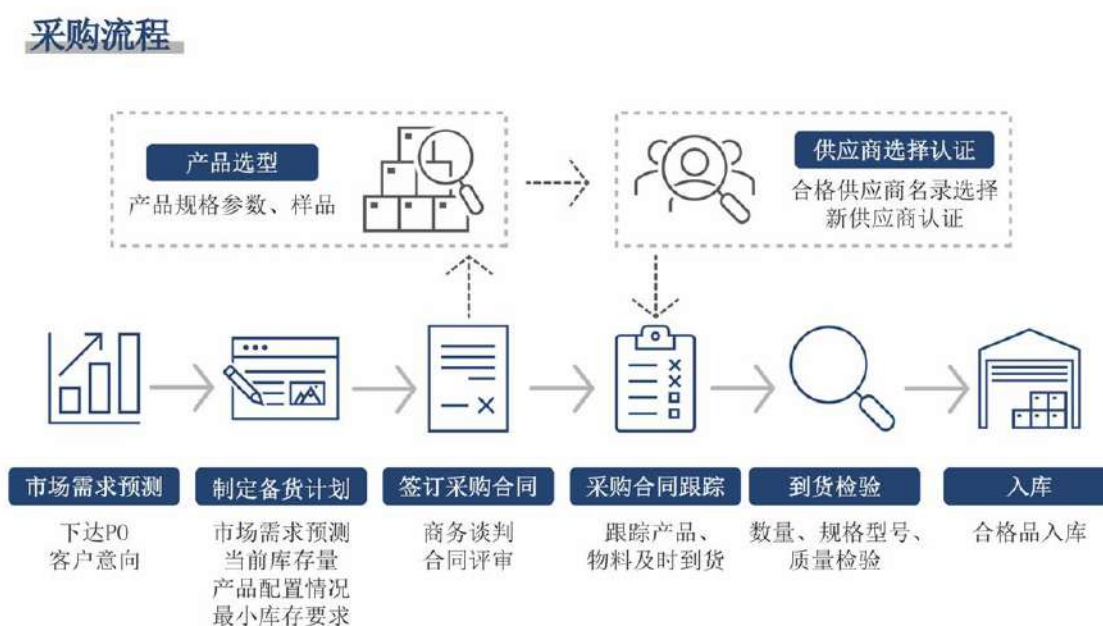 采购流程
产品选型
产品规格参数、样品
供应商选择认证
合格供应商名录选择
新供应商认证
市场需求预测
下达PO
客户意向
制定备货计划
市场需求预测
当前库存量
产品配置情况
最小库存要求
签订采购合同
商务谈判
合同评审
采购合同跟踪
跟踪产品、
物料及时到货
到货检验
数量、规格型号、
质量检验
入库
合格品入库